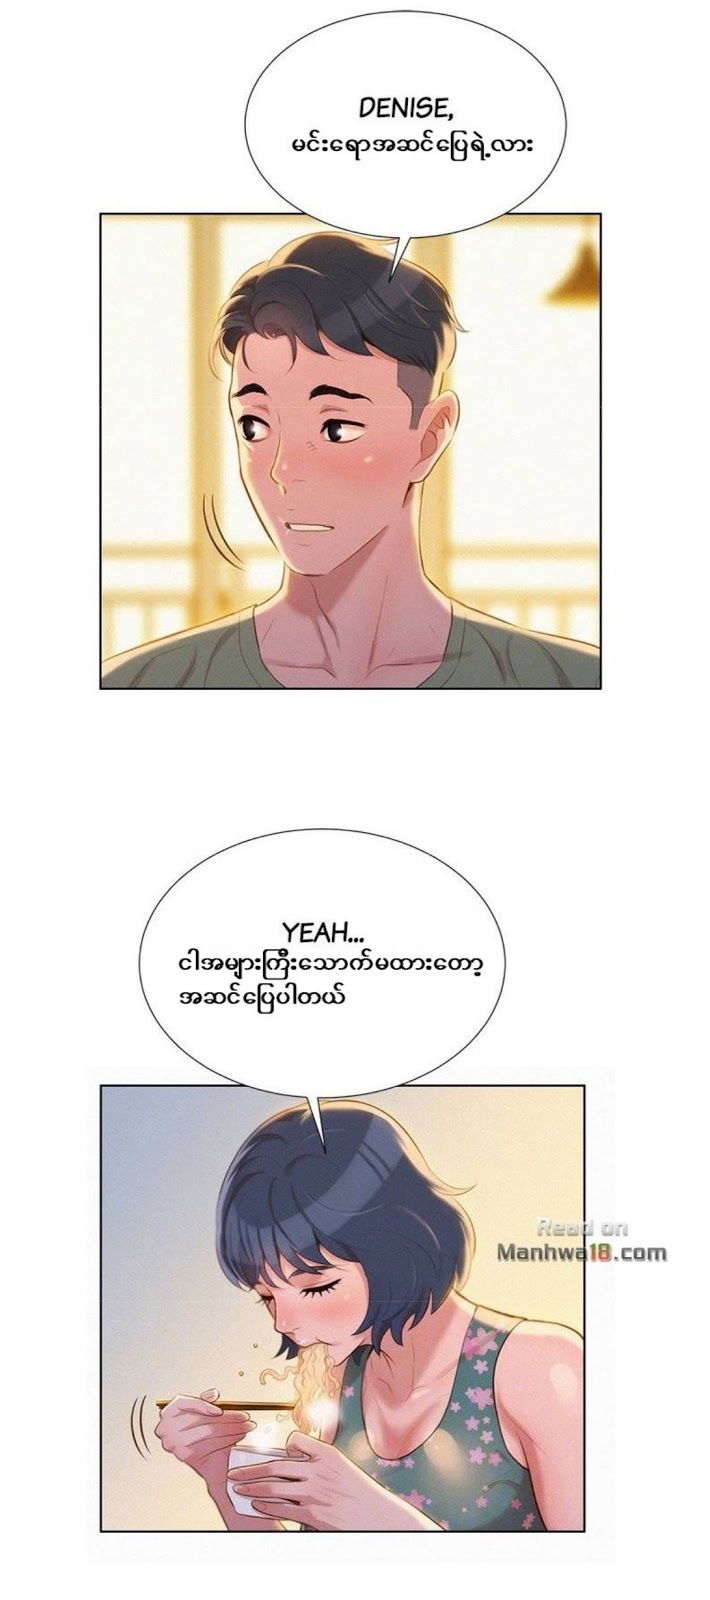 DENISE,
မင်းရောအဆင်ပြေရဲ့လား
YEAH...
ငါအများကြီးသောက်မထားတော့
အဆင်ပြေပါတယ်
Read on
Manhwa18.com